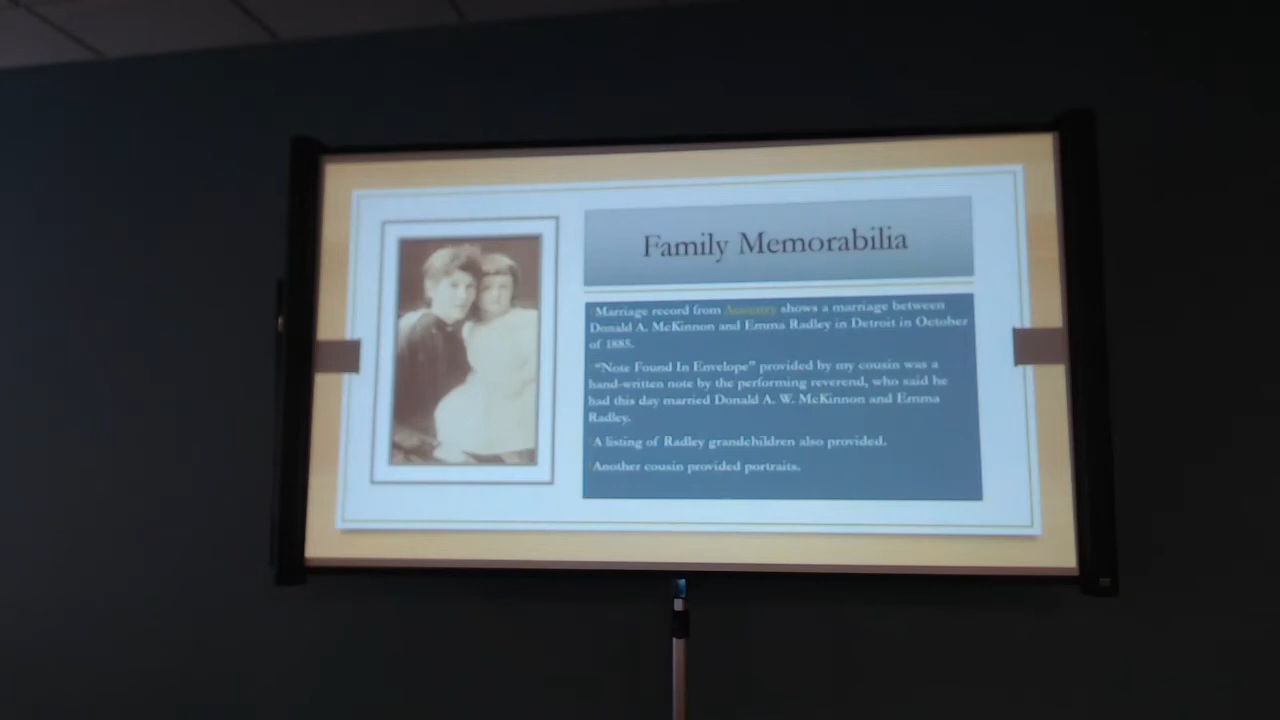 Family Memorabilia
Marriage record from Ancestry shows a marriage between
Donald A. McKinnon and Emma Radley in Detroit in October
of 1885.
"Note Found In Envelope" provided by my cousin was a
hand-written note by the performing reverend, who said he
had this day married Donald A. W. McKinnon and Emma
Radley.
A listing of Radley grandchildren also provided.
Another cousin provided portraits.